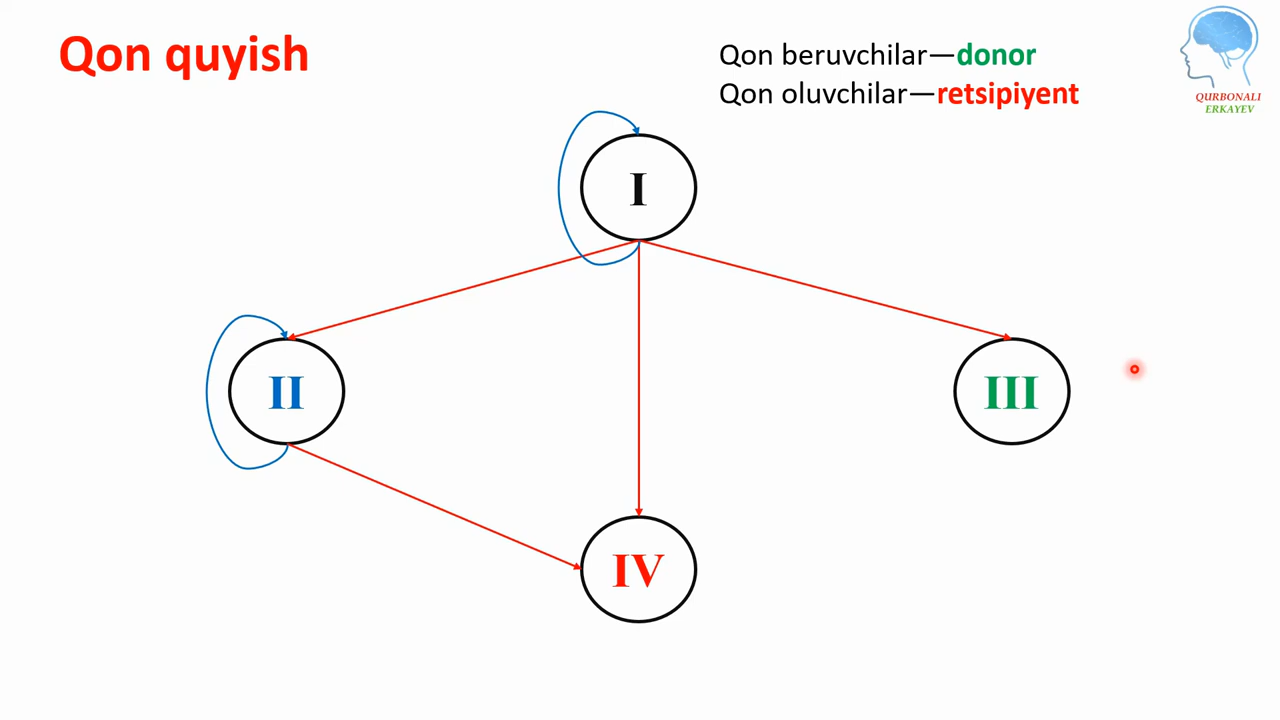 Qon quyish
Qon beruvchilar—donor
Qon oluvchilar—retsipiyent
QURBONALI
ERKAYEV
I
II
III
IV